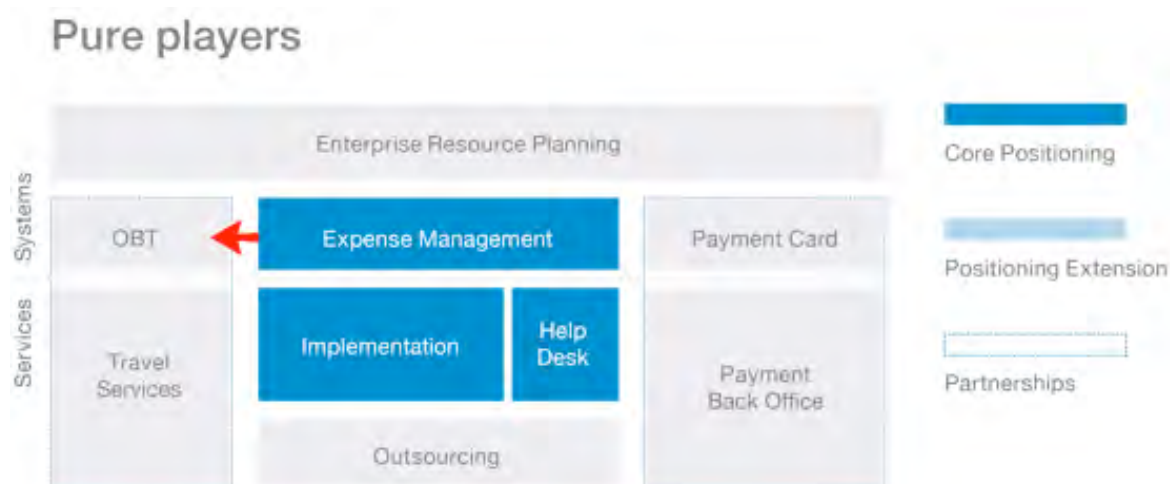 Pure players
Enterprise Resource Planning
Systems
OBT
Expense Management
Payment Card
Services
Travel
Services
Implementation
Help
Desk
Payment
Back Office
Outsourcing
Core Positioning
Positioning Extension
Partnerships